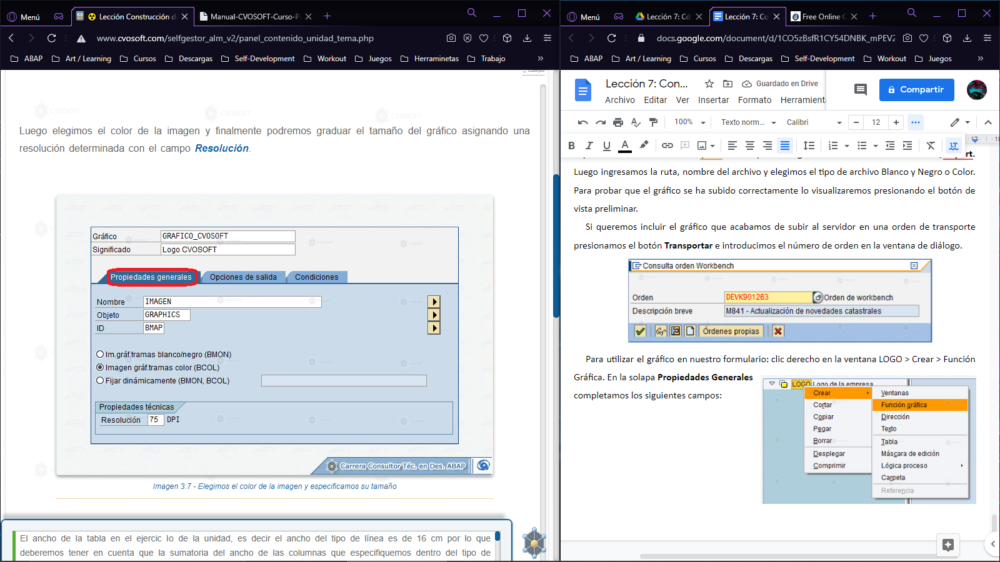 Menú
Lección Construcción d
Manual-CVOSOFT-Curso-P
www.cvosoft.com/selfgestor_alm_v2/panel_contenido_unidad_tema.php
ABAP
Art / Learning
Cursos
Descargas
Self-Development
Workout
Juegos
Herraminetas
Trabajo
Luego elegimos el color de la imagen y finalmente podremos graduar el tamaño del gráfico asignando una
resolución determinada con el campo Resolución.
Gráfico GRAFICO_CVOSOFT
Significado Logo CVOSOFT
Propiedades generales Opciones de salida Condiciones
Nombre IMAGEN
Objeto GRAPHICS
ID BMAP
Im.gráf.tramas blanco/negro (BMON)
Imagen gráf.tramas color (BCOL)
Fijar dinámicamente (BMON, BCOL)
Propiedades técnicas
Resolución 75 DPI
Carrera Consultor Téc. en Des. ABAP
Imagen 3.7 - Elegimos el color de la imagen y especificamos su tamaño
El ancho de la tabla en el ejercic lo de la unidad, es decir el ancho del tipo de línea es de 16 cm por lo que
deberemos tener en cuenta que la sumatoria del ancho de las columnas que especifiquemos dentro del tipo de
Menú
Lección 7: Cd
Lección 7: Co
Free Online C
docs.google.com/document/d/1CO5zBsfR1CY54DNBK_mPEV2
ABAP
Art / Learning
Cursos
Descargas
Self-Development
Workout
Juegos
Lección 7: Con...
Guardado en Drive
Compartir
Archivo Editar Ver Insertar Formato Herramient
100% Texto norm... Calibri 12
17
Luego ingresamos la ruta, nombre del archivo y elegimos el tipo de archivo Blanco y Negro o Color.
Para probar que el gráfico se ha subido correctamente lo visualizaremos presionando el botón de
vista preliminar.
Si queremos incluir el gráfico que acabamos de subir al servidor en una orden de transporte
presionamos el botón Transportar e introducimos el número de orden en la ventana de diálogo.
Consulta orden Workbench
Orden DEVK901263 Orden de workbench
Descripción breve M841 - Actualización de novedades catastrales
Órdenes propias
Para utilizar el gráfico en nuestro formulario: clic derecho en la ventana LOGO > Crear > Función
Gráfica. En la solapa Propiedades Generales
completamos los siguientes campos:
LOGO Logo de la empresa
Crear
Cortar
Copiar
Pegar
Borrar
Desplegar
Comprimir
Ventanas
Función gráfica
Dirección
Texto
Tabla
Máscara de edición
Lógica proceso
Carpeta
Referencia